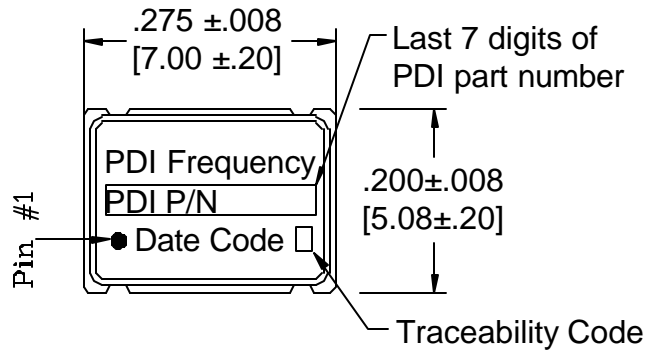 .275 ±.008
[7.00 ±.20]
Last 7 digits of
PDI part number
PDI Frequency
PDI P/N
Date Code
.200±.008
[5.08±.20]
Pin #1
Traceability Code